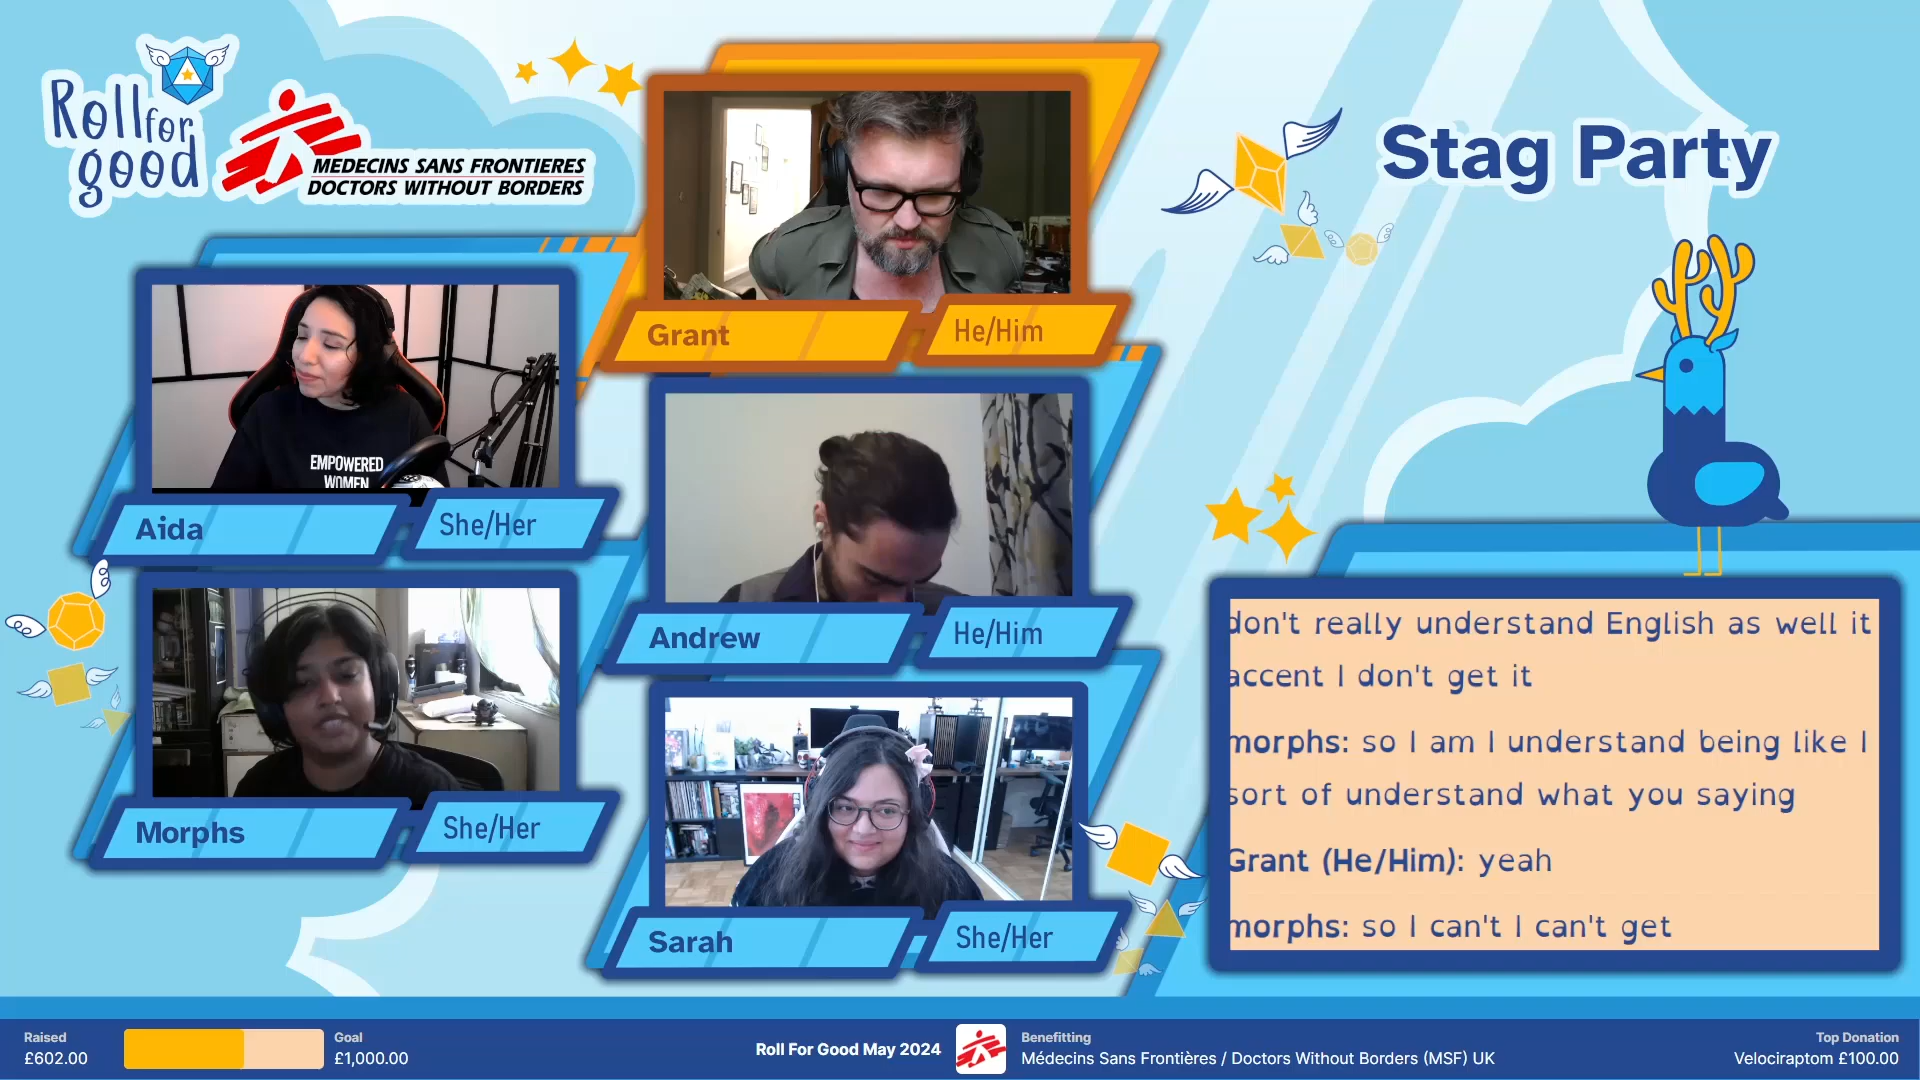 Roll for
good
MEDECINS SANS FRONTIERES
DOCTORS WITHOUT BORDERS
Stag Party
Grant
He/Him
EMPOWERED
WOMEN
Aida
She/Her
Andrew
He/Him
Morphs
She/Her
Sarah
She/Her
don't really understand English as well it
accent I don't get it
morphs: so I am I understand being like I
sort of understand what you saying
Grant (He/Him): yeah
morphs: so I can't I can't get
Raised
£602.00
Goal
£1,000.00
Roll For Good May 2024
Benefitting
Médecins Sans Frontières / Doctors Without Borders (MSF) UK
Top Donation
Velociraptom £100.00